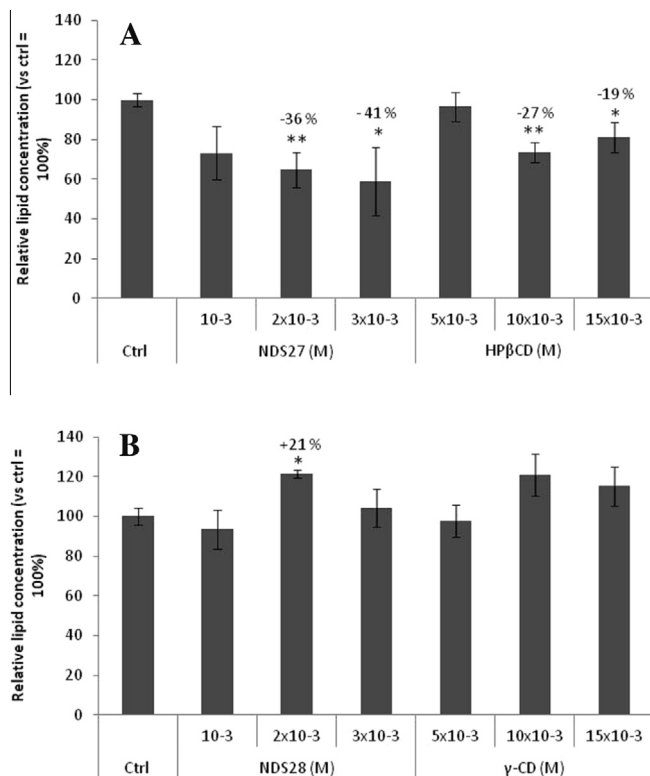 A
Relative lipid concentration (vs ctrl =
100%)
140
120
100
80
60
40
20
0
-36 %
**
- 41 %
*
-27 %
**
-19 %
*
10-3
2x10-3
3x10-3
5x10-3
10x10-3
15x10-3
Ctrl
NDS27 (M)
HPβCD (M)
B
Relative lipid concentration (vs ctrl =
100%)
140
120
100
80
60
40
20
0
+21 %
*
10-3
2x10-3
3x10-3
5x10-3
10x10-3
15x10-3
Ctrl
NDS28 (M)
γ-CD (M)